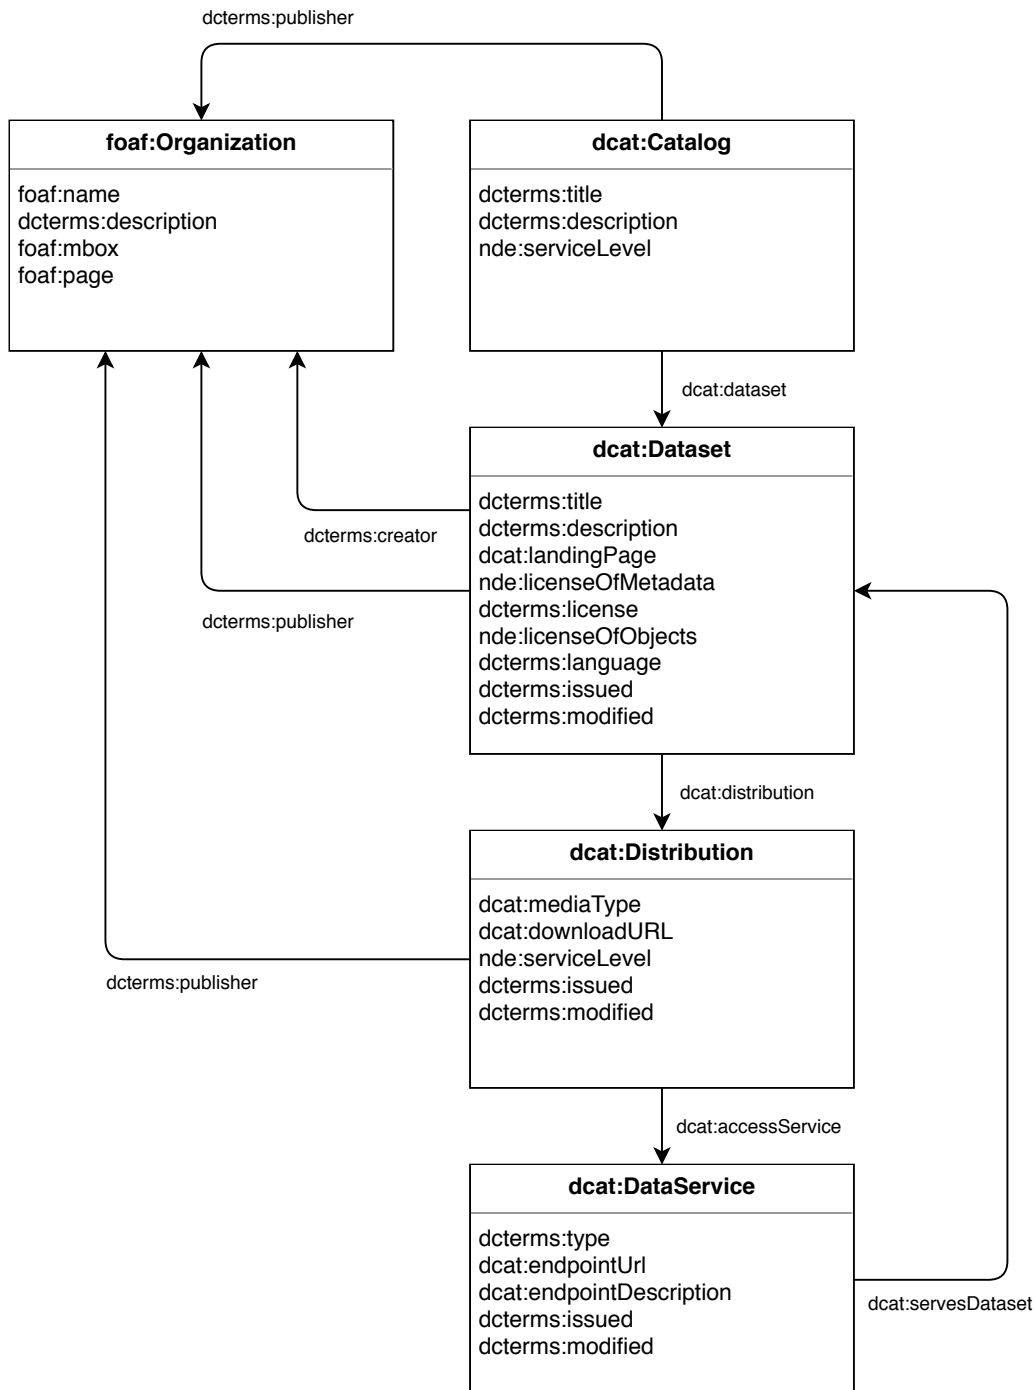 dcterms:publisher
foaf:Organization
foaf:name
dcterms:description
foaf:mbox
foaf:page
dcat:Catalog
dcterms:title
dcterms:description
nde:serviceLevel
dcat:dataset
dcat:Dataset
dcterms:title
dcterms:description
dcat:landingPage
nde:licenseOfMetadata
dcterms:license
nde:licenseOfObjects
dcterms:language
dcterms:issued
dcterms:modified
dcterms:creator
dcterms:publisher
dcat:distribution
dcat:Distribution
dcat:mediaType
dcat:downloadURL
nde:serviceLevel
dcterms:issued
dcterms:modified
dcterms:publisher
dcat:accessService
dcat:DataService
dcterms:type
dcat:endpointUrl
dcat:endpointDescription
dcterms:issued
dcterms:modified
dcat:servesDataset